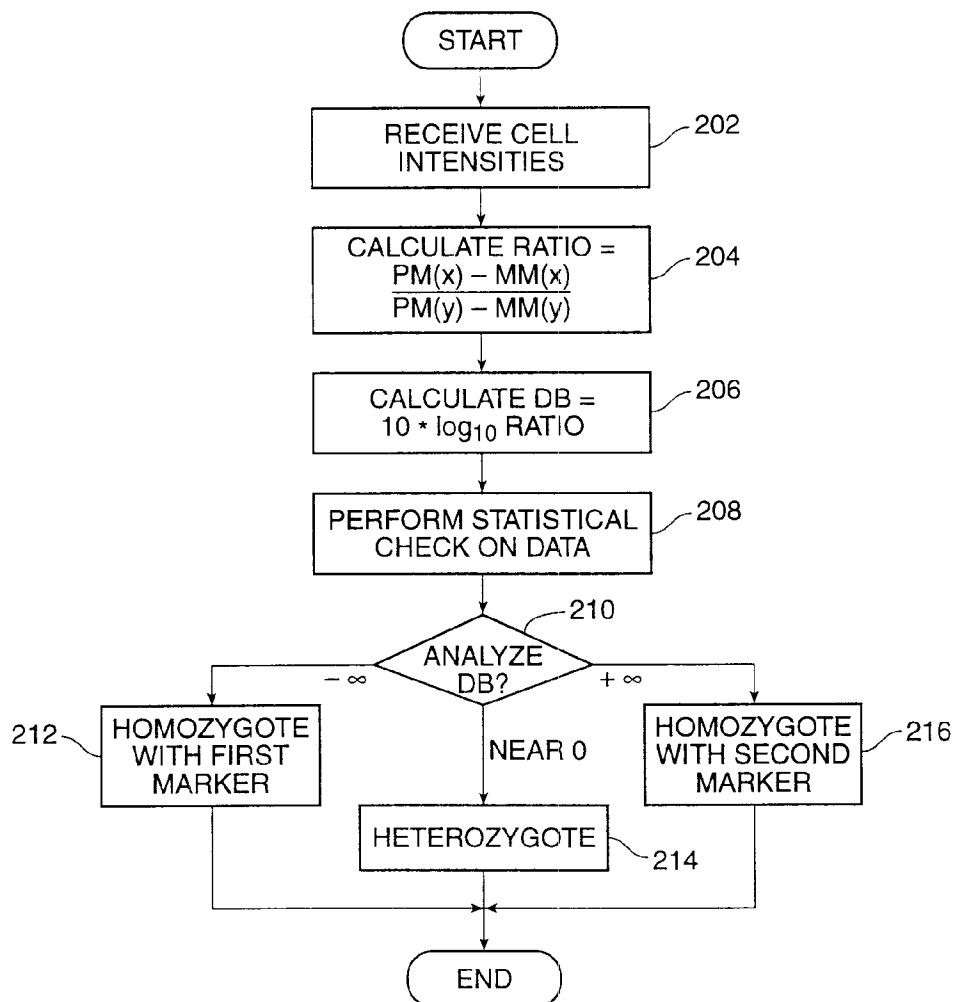 START
RECEIVE CELL
INTENSITIES
202
CALCULATE RATIO =
PM(x) – MM(x)
PM(y) – MM(y)
204
CALCULATE DB =
10 * log10 RATIO
206
PERFORM STATISTICAL
CHECK ON DATA
208
210
ANALYZE
DB?
– ∞
+ ∞
NEAR 0
212
HOMOZYGOTE
WITH FIRST
MARKER
HOMOZYGOTE
WITH SECOND
MARKER
216
HETEROZYGOTE
214
END